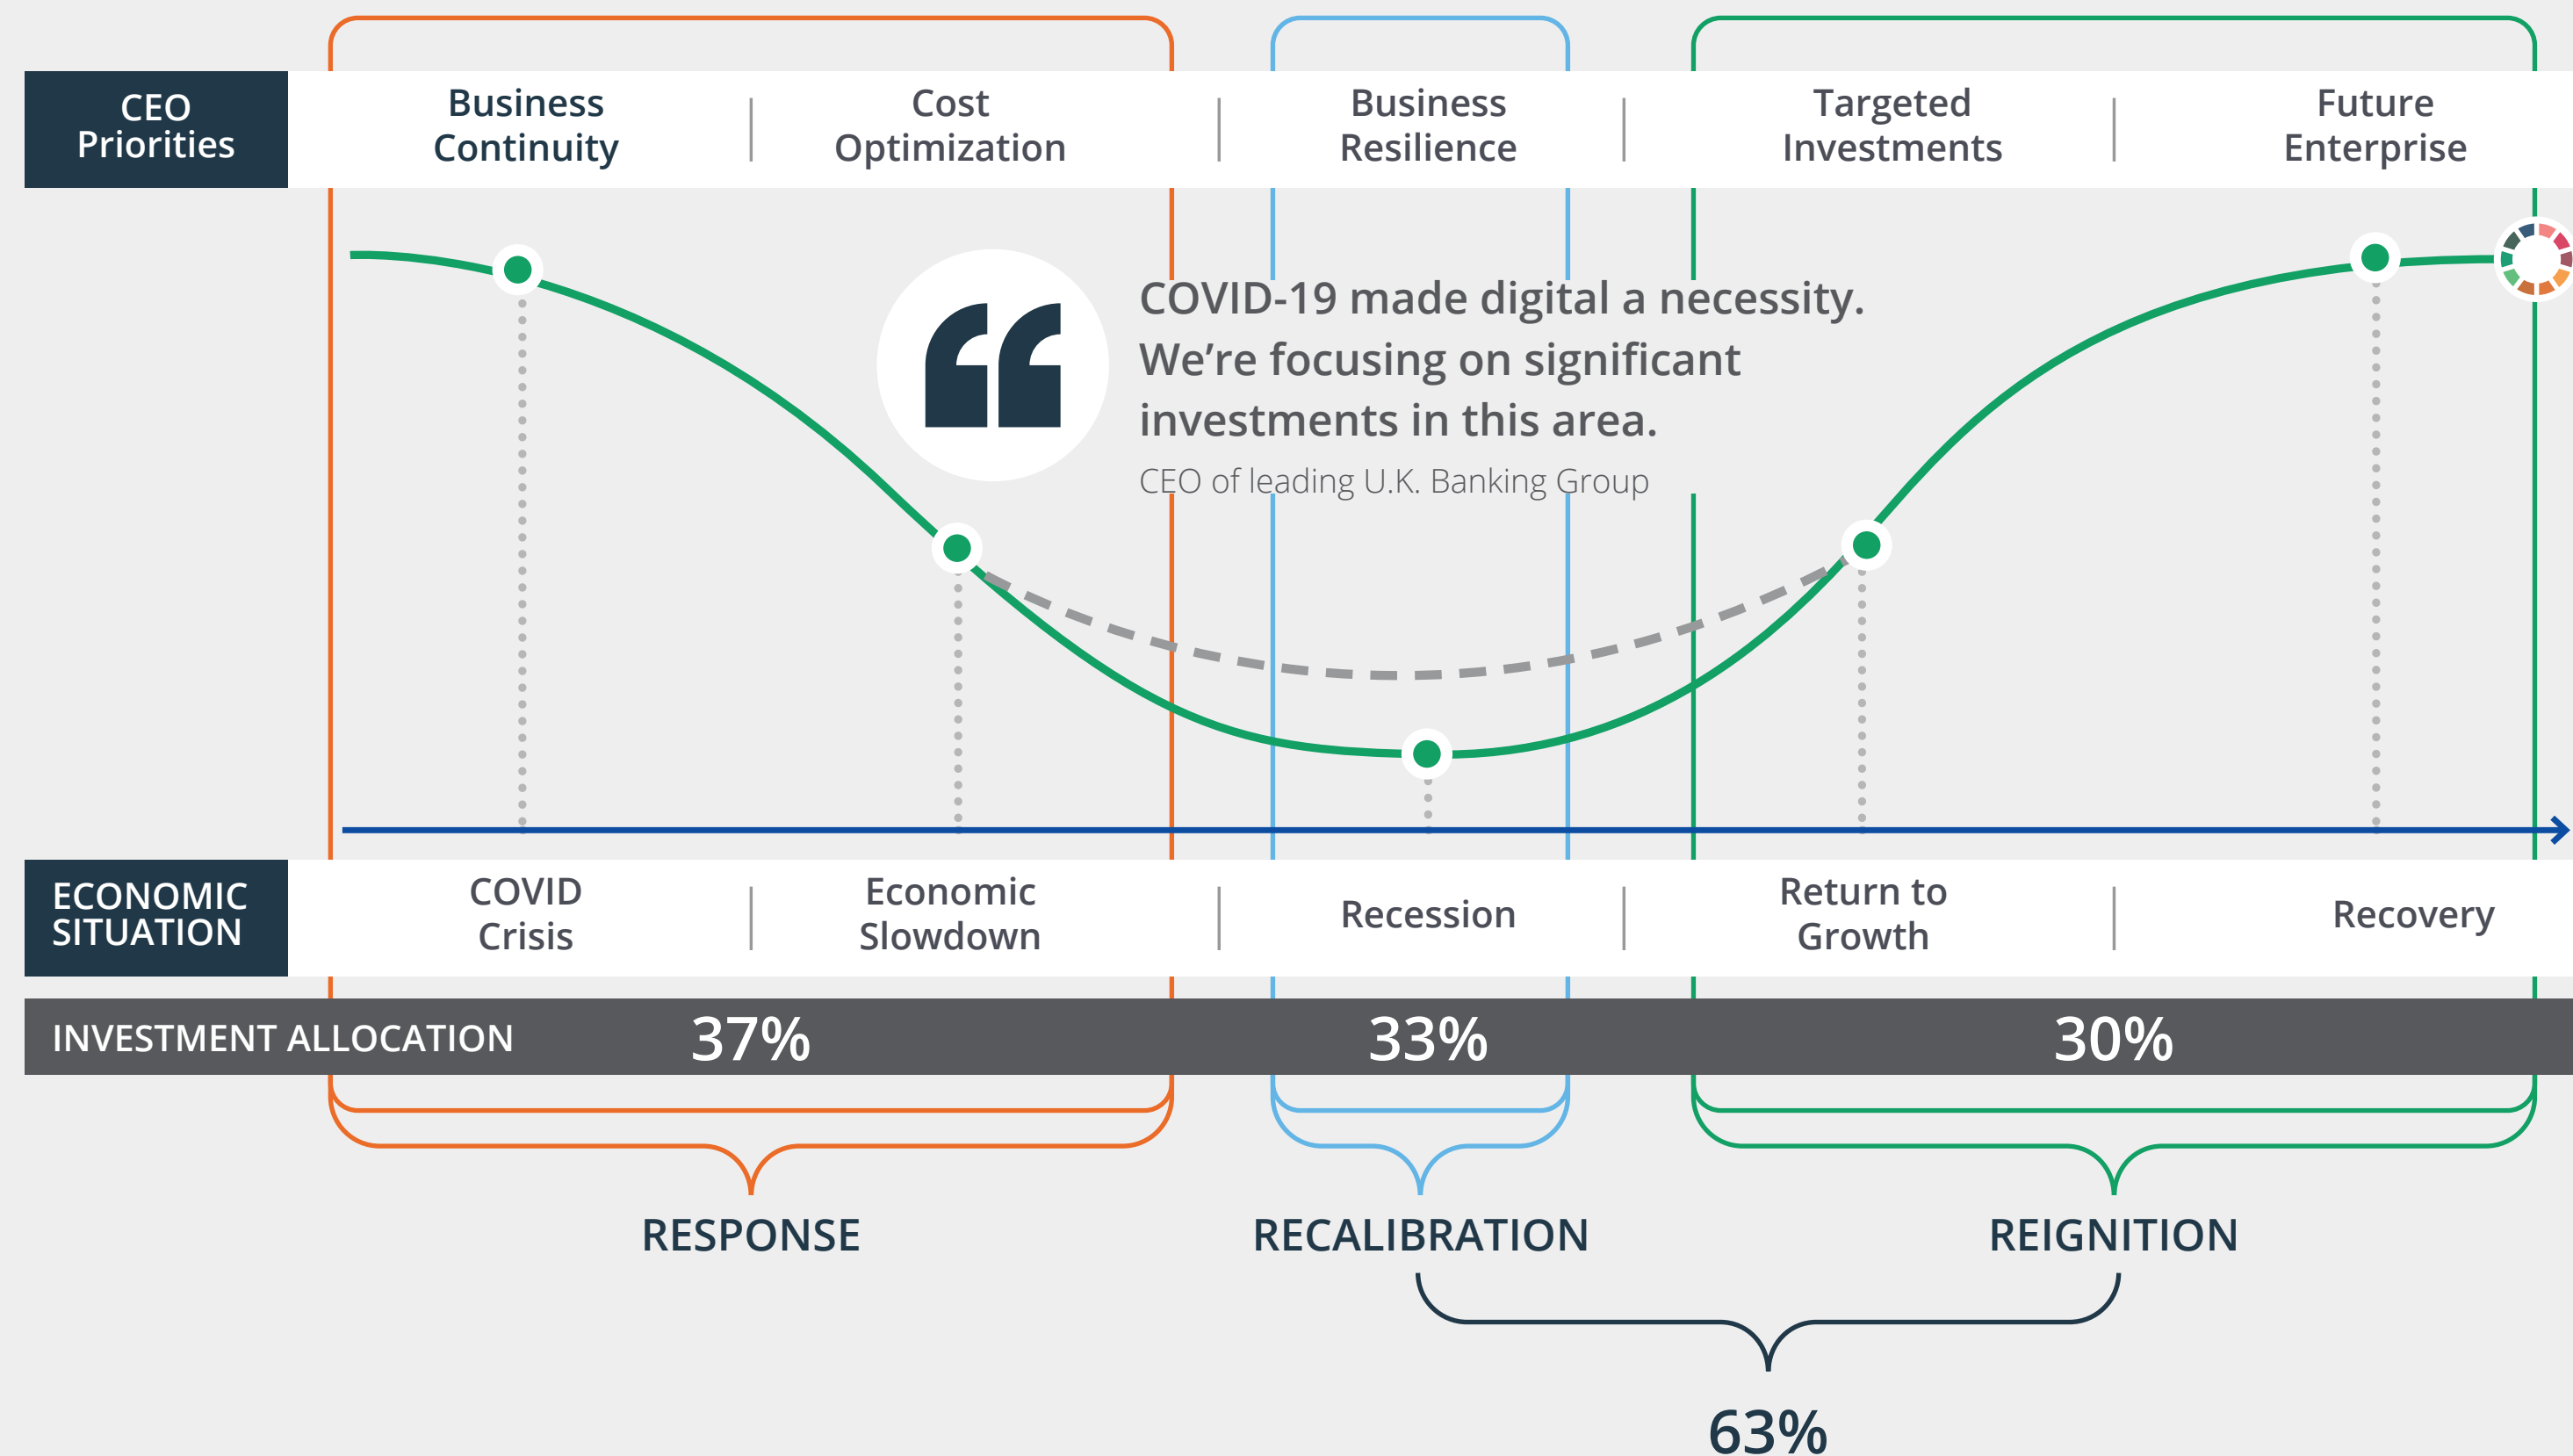 CEO
Priorities
Business
Continuity
Cost
Optimization
Business
Resilience
Targeted
Investments
Future
Enterprise
COVID-19 made digital a necessity.
We’re focusing on significant
investments in this area.
CEO of leading U.K. Banking Group
ECONOMIC
SITUATION
COVID
Crisis
Economic
Slowdown
Recession
Return to
Growth
Recovery
INVESTMENT ALLOCATION 37% 33% 30%
RESPONSE RECALIBRATION REIGNITION
63%